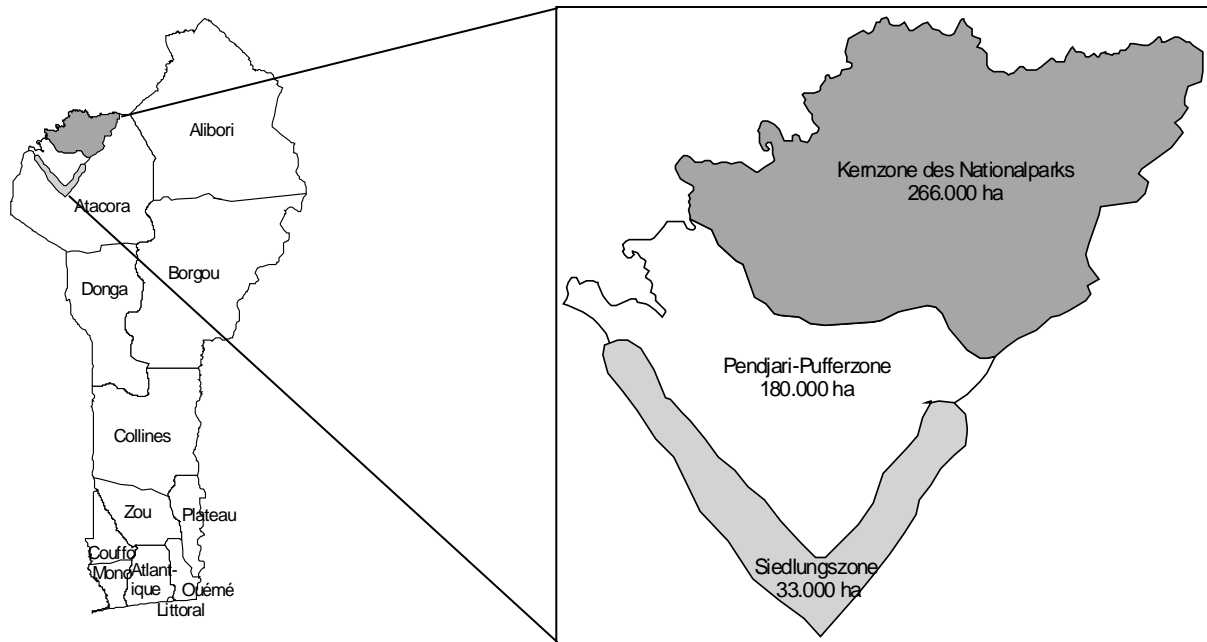 Alibori
Atacora
Borgou
Donga
Collines
Zou
Plateau
Couffo
Mono
Atlant-
ique
Ouémé
Littoral
Kernzone des Nationalparks
266.000 ha
Pendjari-Pufferzone
180.000 ha
Siedlungszone
33.000 ha